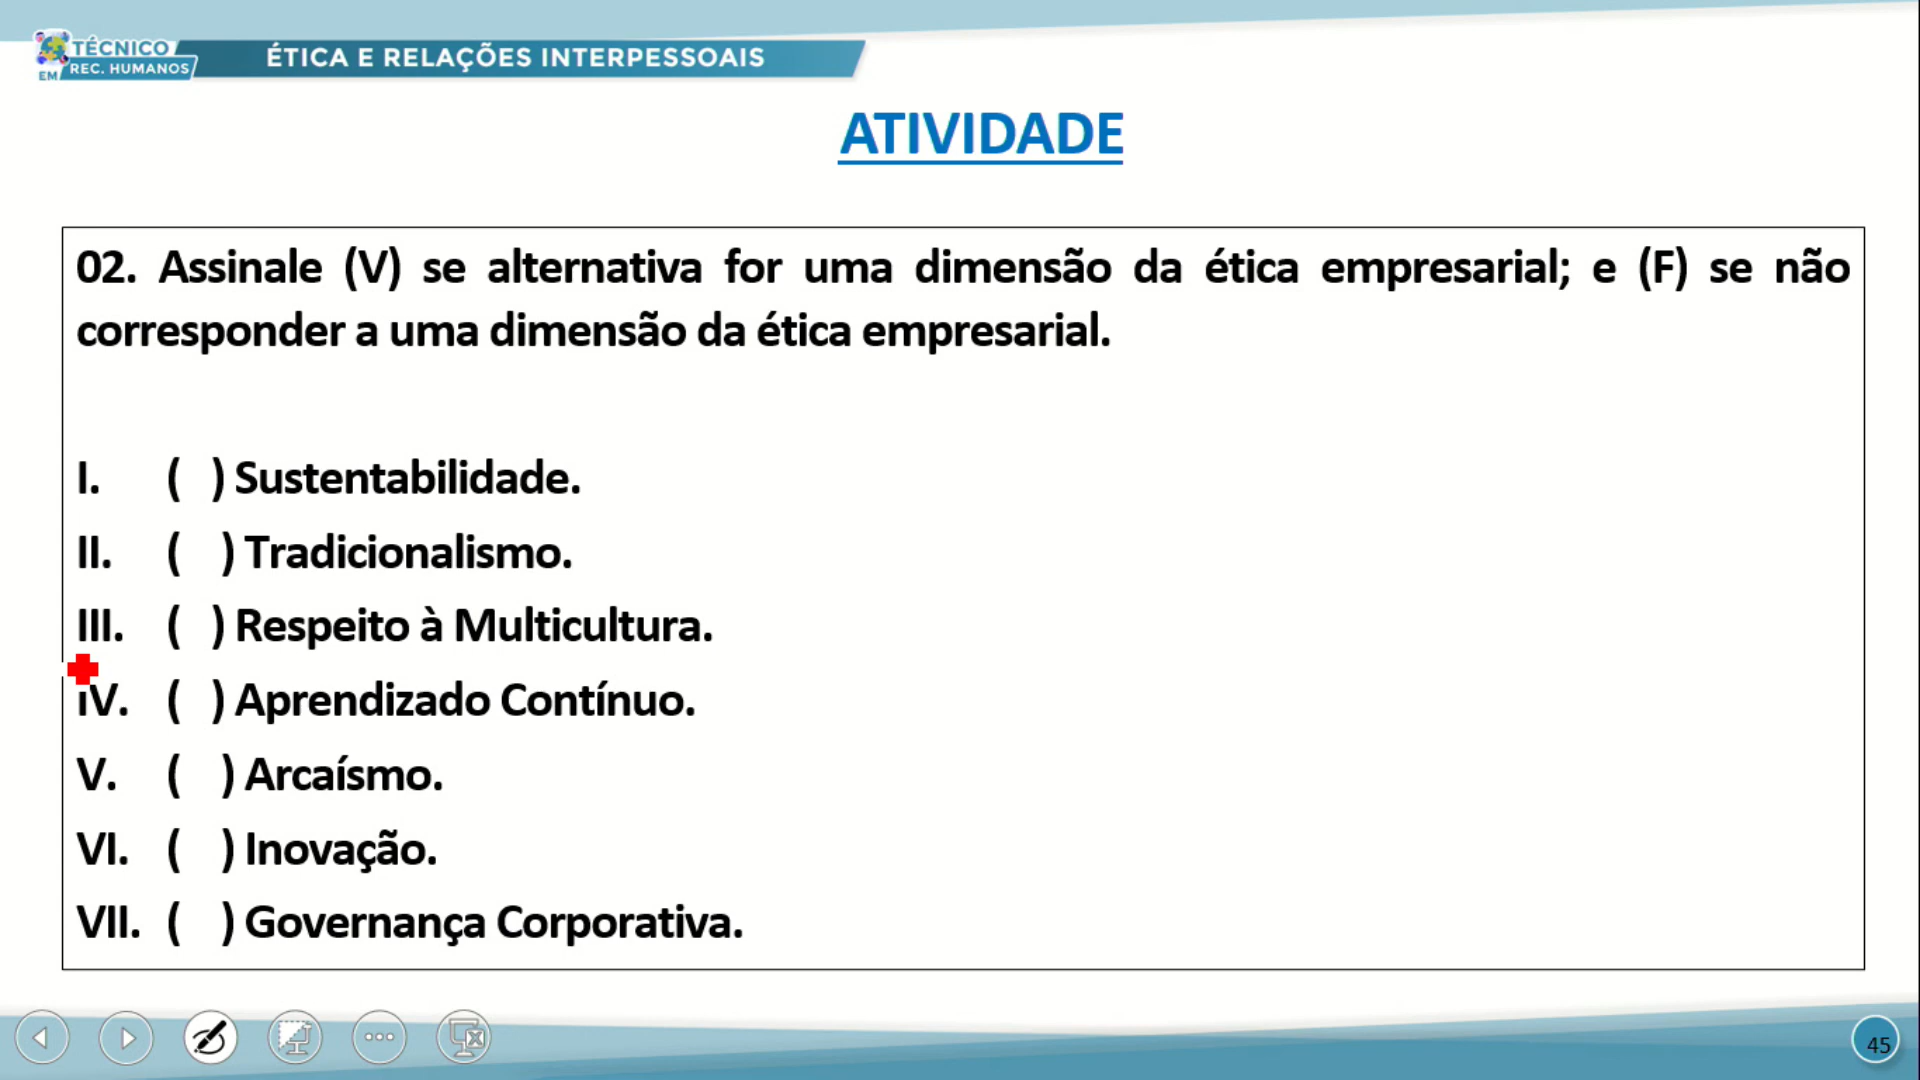 TÉCNICO
EM REC. HUMANOS
ÉTICA E RELAÇÕES INTERPESSOAIS
ATIVIDADE
02. Assinale (V) se alternativa for uma dimensão da ética empresarial; e (F) se não
corresponder a uma dimensão da ética empresarial.
I. ( ) Sustentabilidade.
II. ( ) Tradicionalismo.
III. ( ) Respeito à Multicultura.
IV. ( ) Aprendizado Contínuo.
V. ( ) Arcaísmo.
VI. ( ) Inovação.
VII. ( ) Governança Corporativa.
45